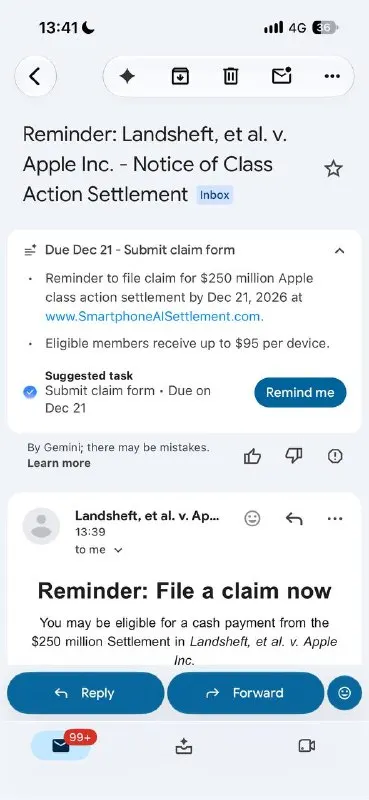 13:41
4G 36
Reminder: Landsheft, et al. v.
Apple Inc. - Notice of Class
Action Settlement Inbox
Due Dec 21 - Submit claim form
• Reminder to file claim for $250 million Apple
class action settlement by Dec 21, 2026 at
www.SmartphoneAISettlement.com.
• Eligible members receive up to $95 per device.
Suggested task
Submit claim form • Due on
Dec 21
Remind me
By Gemini; there may be mistakes.
Learn more
Landsheft, et al. v. Ap...
13:39
to me
Reminder: File a claim now
You may be eligible for a cash payment from the
$250 million Settlement in Landsheft, et al. v. Apple
Inc.
Reply
Forward
99+